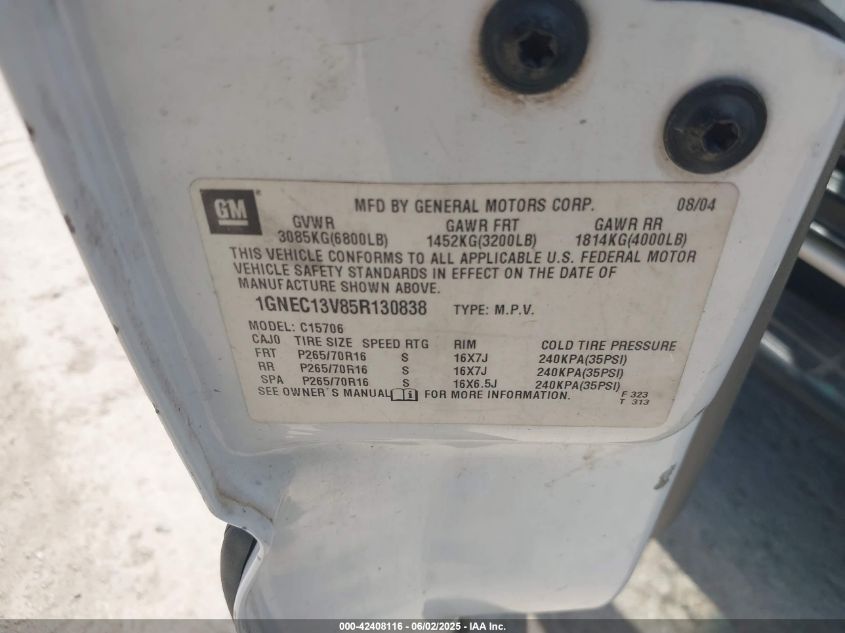 GM
MFD BY GENERAL MOTORS CORP. 08/04
GVWR GAWR FRT GAWR RR
3085KG(6800LB) 1452KG(3200LB) 1814KG(4000LB)
THIS VEHICLE CONFORMS TO ALL APPLICABLE U.S. FEDERAL MOTOR
VEHICLE SAFETY STANDARDS IN EFFECT ON THE DATE OF
MANUFACTURE SHOWN ABOVE.
1GNEC13V85R130838 TYPE: M.P.V.
MODEL: C15706
CAJ0 TIRE SIZE SPEED RTG RIM COLD TIRE PRESSURE
FRT P265/70R16 S 16X7J 240KPA(35PSI)
RR P265/70R16 S 16X7J 240KPA(35PSI)
SPA P265/70R16 S 16X6.5J 240KPA(35PSI)
SEE OWNER'S MANUAL FOR MORE INFORMATION. F 323
T 313
000-42408116 - 06/02/2025 - IAA Inc.